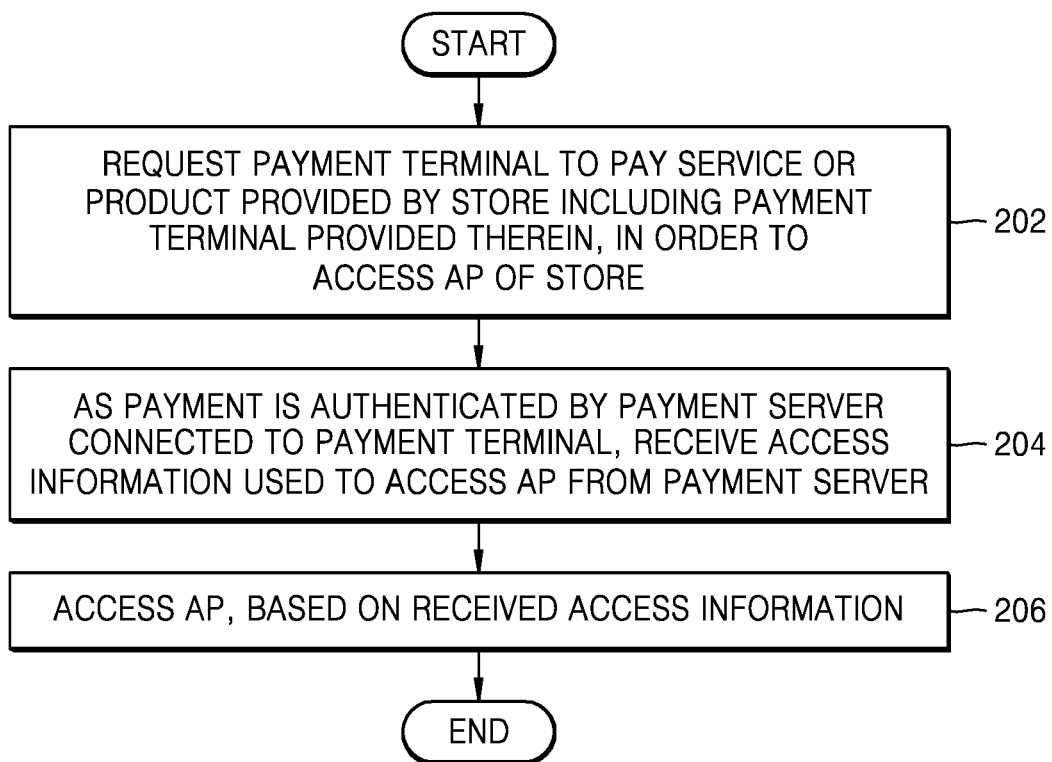 START
REQUEST PAYMENT TERMINAL TO PAY SERVICE OR
PRODUCT PROVIDED BY STORE INCLUDING PAYMENT
TERMINAL PROVIDED THEREIN, IN ORDER TO
ACCESS AP OF STORE
202
AS PAYMENT IS AUTHENTICATED BY PAYMENT SERVER
CONNECTED TO PAYMENT TERMINAL, RECEIVE ACCESS
INFORMATION USED TO ACCESS AP FROM PAYMENT SERVER
204
ACCESS AP, BASED ON RECEIVED ACCESS INFORMATION
206
END